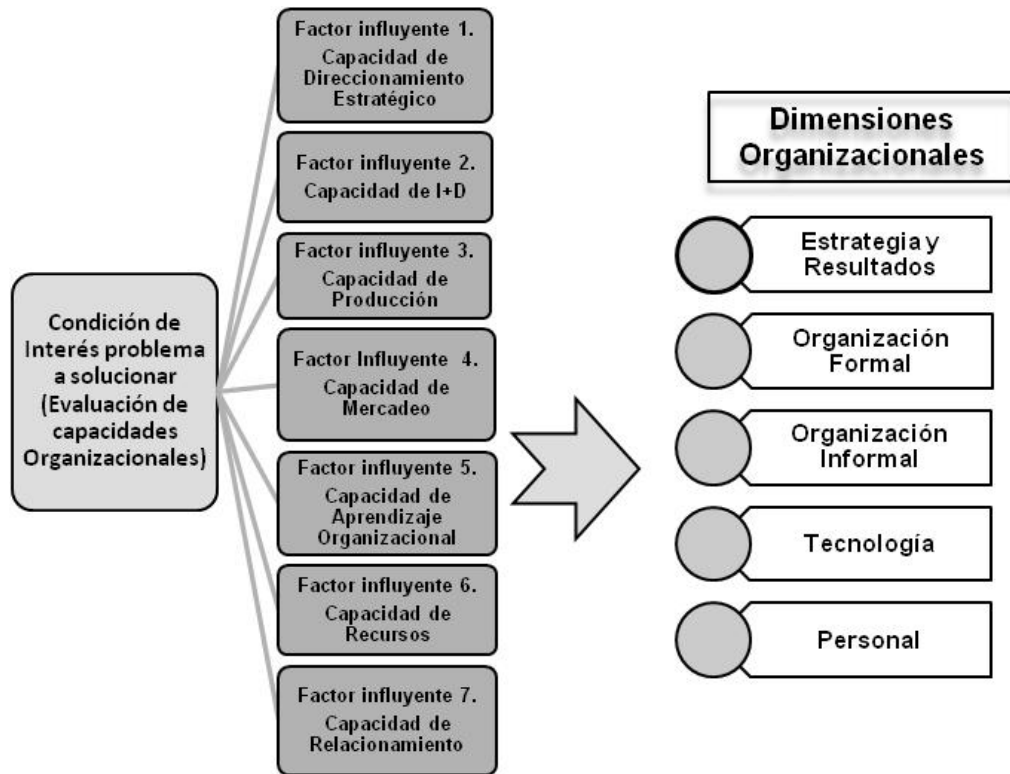 Condición de
Interés problema
a solucionar
(Evaluación de
capacidades
Organizacionales)
Factor influyente 1.
Capacidad de
Direccionamiento
Estratégico
Factor influyente 2.
Capacidad de I+D
Factor influyente 3.
Capacidad de
Producción
Factor Influyente 4.
Capacidad de
Mercadeo
Factor influyente 5.
Capacidad de
Aprendizaje
Organizacional
Factor influyente 6.
Capacidad de
Recursos
Factor influyente 7.
Capacidad de
Relacionamiento
Dimensiones
Organizacionales
Estrategia y
Resultados
Organización
Formal
Organización
Informal
Tecnología
Personal